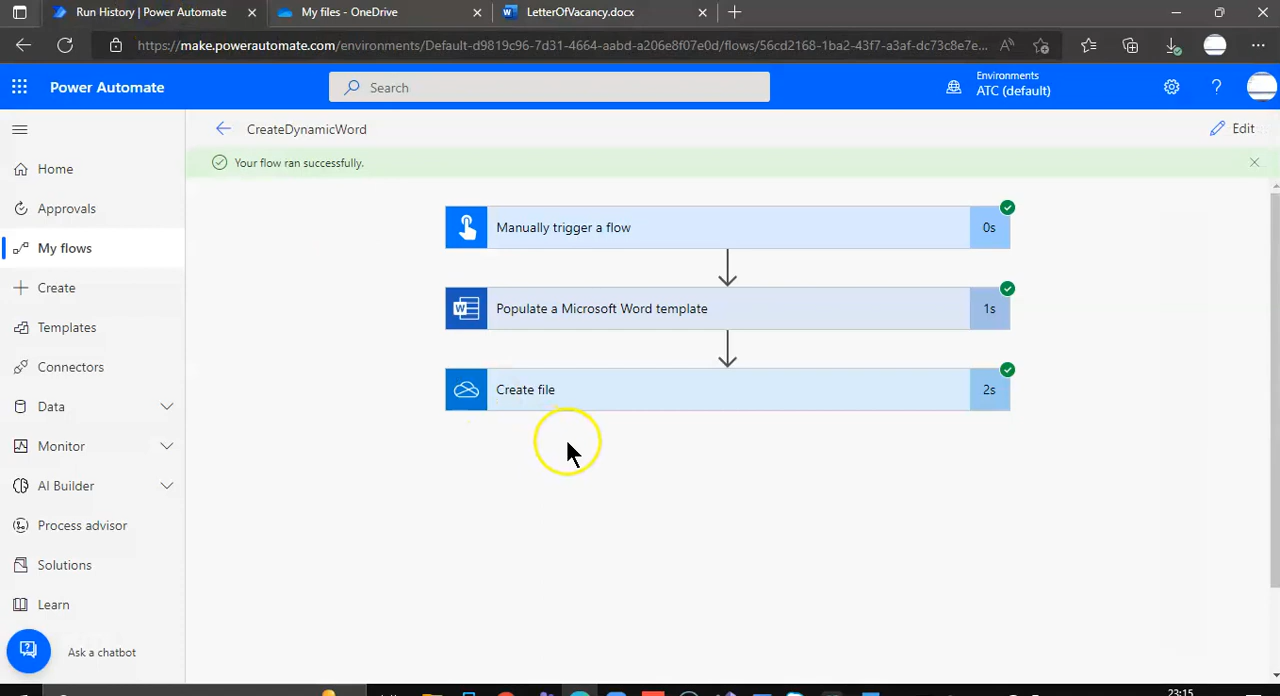 Run History | Power Automate
My files - OneDrive
LetterOfVacancy.docx
https://make.powerautomate.com/environments/Default-d9819c96-7d31-4664-aabd-a206e8f07e0d/flows/56cd2168-1ba2-43f7-a3af-dc73c8e7e...
Power Automate
Search
Environments
ATC (default)
CreateDynamicWord
Edit
Your flow ran successfully.
Home
Approvals
My flows
Create
Templates
Connectors
Data
Monitor
AI Builder
Process advisor
Solutions
Learn
Ask a chatbot
Manually trigger a flow
0s
Populate a Microsoft Word template
1s
Create file
2s
23:15